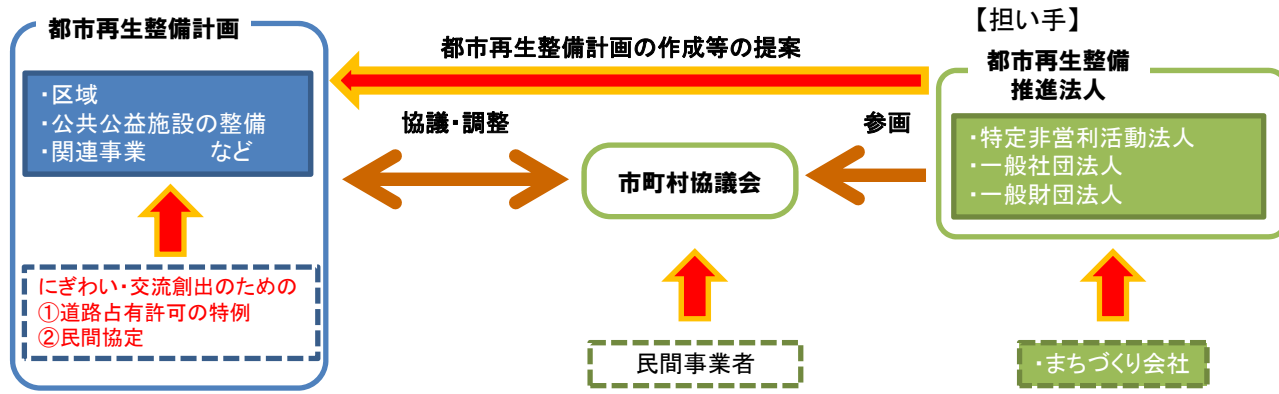 都市再生整備計画
・区域
・公共公益施設の整備
・関連事業　　など
にぎわい・交流創出のための
①道路占有許可の特例
②民間協定
都市再生整備計画の作成等の提案
協議・調整
参画
市町村協議会
民間事業者
【担い手】
都市再生整備
推進法人
・特定非営利活動法人
・一般社団法人
・一般財団法人
・まちづくり会社